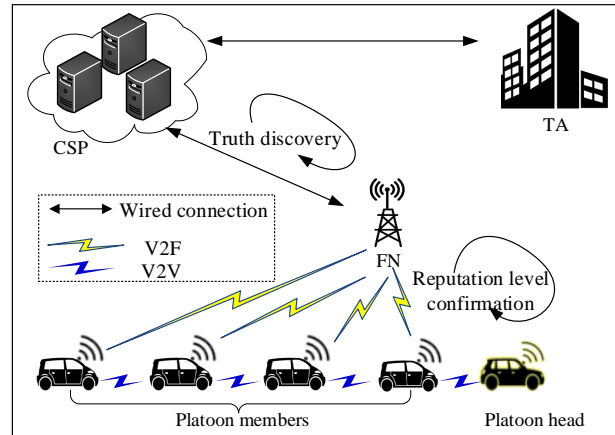 CSP
TA
Truth discovery
Wired connection
V2F
V2V
FN
Reputation level
confirmation
Platoon members
Platoon head